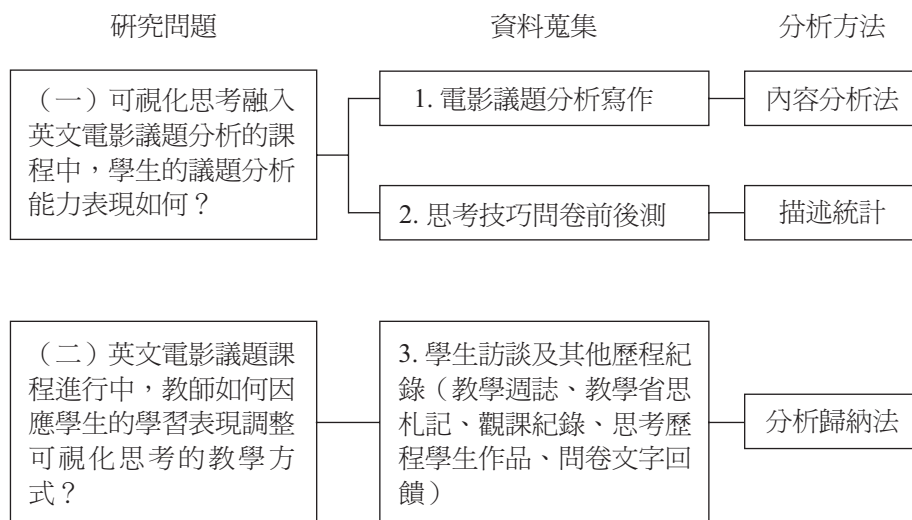 研究問題
資料蒐集
分析方法
（一）可視化思考融入
英文電影議題分析的課
程中，學生的議題分析
能力表現如何？
1. 電影議題分析寫作
內容分析法
2. 思考技巧問卷前後測
描述統計
（二）英文電影議題課
程進行中，教師如何因
應學生的學習表現調整
可視化思考的教學方
式？
3. 學生訪談及其他歷程紀
錄（教學週誌、教學省思
札記、觀課紀錄、思考歷
程學生作品、問卷文字回
饋）
分析歸納法